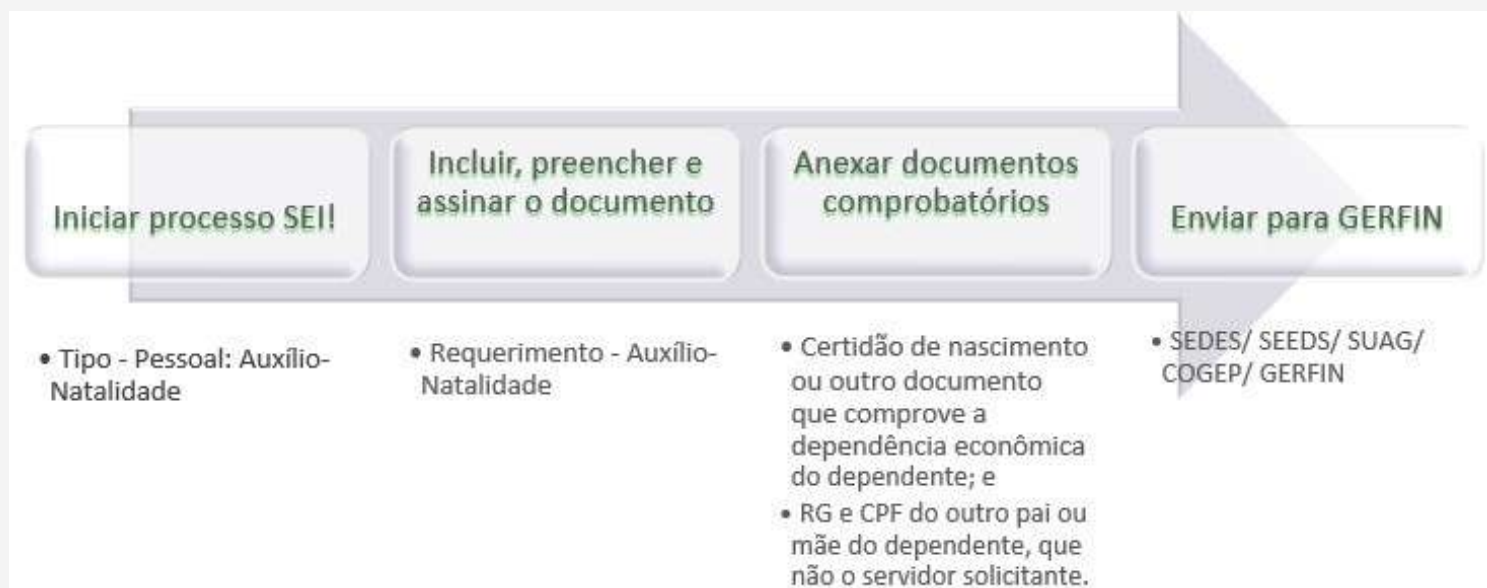 Iniciar processo SEI!
• Tipo - Pessoal: Auxílio-
Natalidade
Incluir, preencher e
assinar o documento
• Requerimento - Auxílio-
Natalidade
Anexar documentos
comprobatórios
• Certidão de nascimento
ou outro documento
que comprove a
dependência econômica
do dependente; e
• RG e CPF do outro pai ou
mãe do dependente, que
não o servidor solicitante.
Enviar para GERFIN
• SEDES/ SEEDS/ SUAG/
COGEP/ GERFIN